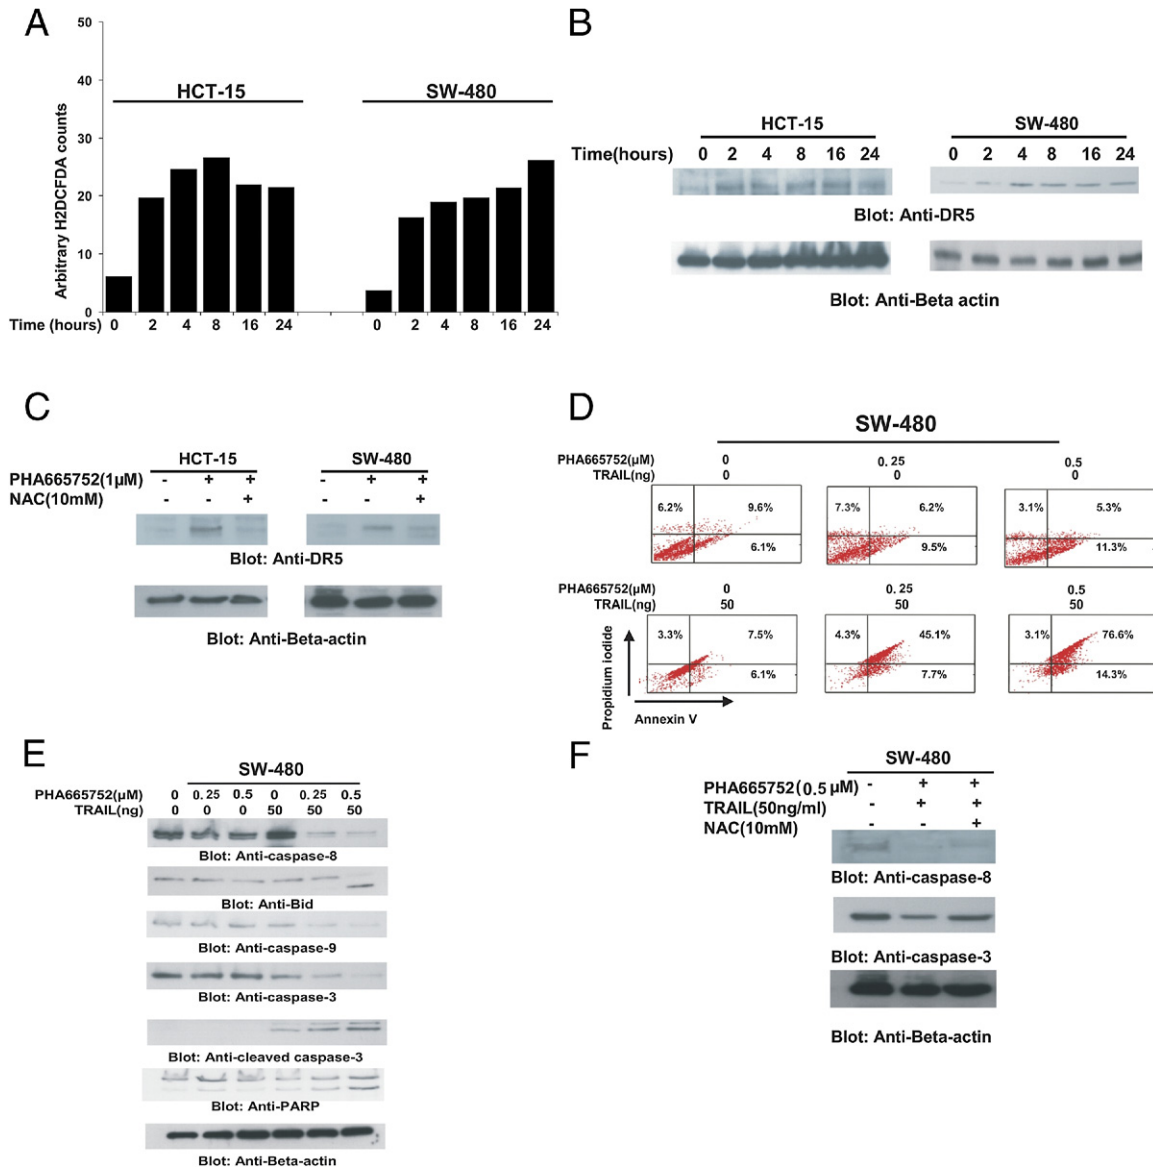 A
50
40
30
20
10
0
Arbitrary H2DCFDA counts
HCT-15 SW-480
Time (hours) 0 2 4 8 16 24 0 2 4 8 16 24
B
HCT-15 SW-480
Time(hours) 0 2 4 8 16 24 0 2 4 8 16 24
Blot: Anti-DR5
Blot: Anti-Beta actin
C
HCT-15 SW-480
PHA665752(1µM) - + + - + +
NAC(10mM) - - + - - +
Blot: Anti-DR5
Blot: Anti-Beta-actin
D
SW-480
PHA665752(µM) 0 0.25 0.5
TRAIL(ng) 0 0 0
6.2% 9.6% 7.3% 6.2% 3.1% 5.3%
6.1% 9.5% 11.3%
PHA665752(µM) 0 0.25 0.5
TRAIL(ng) 50 50 50
3.3% 7.5% 4.3% 45.1% 3.1% 76.6%
6.1% 7.7% 14.3%
Propidium iodide
Annexin V
E
SW-480
PHA665752(µM) 0 0.25 0.5 0 0.25 0.5
TRAIL(ng) 0 0 0 50 50 50
Blot: Anti-caspase-8
Blot: Anti-Bid
Blot: Anti-caspase-9
Blot: Anti-caspase-3
Blot: Anti-cleaved caspase-3
Blot: Anti-PARP
Blot: Anti-Beta-actin
F
SW-480
PHA665752(0.5 µM) - + +
TRAIL(50ng/ml) - + +
NAC(10mM) - - +
Blot: Anti-caspase-8
Blot: Anti-caspase-3
Blot: Anti-Beta-actin